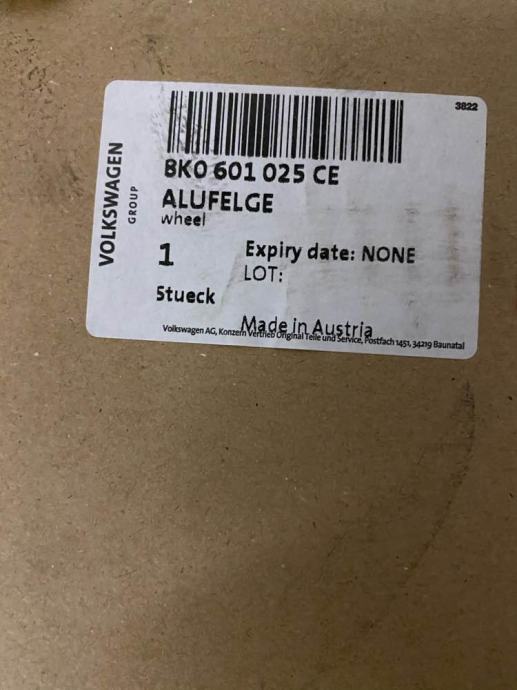 3822
VOLKSWAGEN
GROUP
8K0 601 025 CE
ALUFELGE
wheel
1
Expiry date: NONE
LOT:
Stueck
Made in Austria
Volkswagen AG, Konzern Vertrieb Original Teile und Service, Postfach 1451, 34219 Baunatal